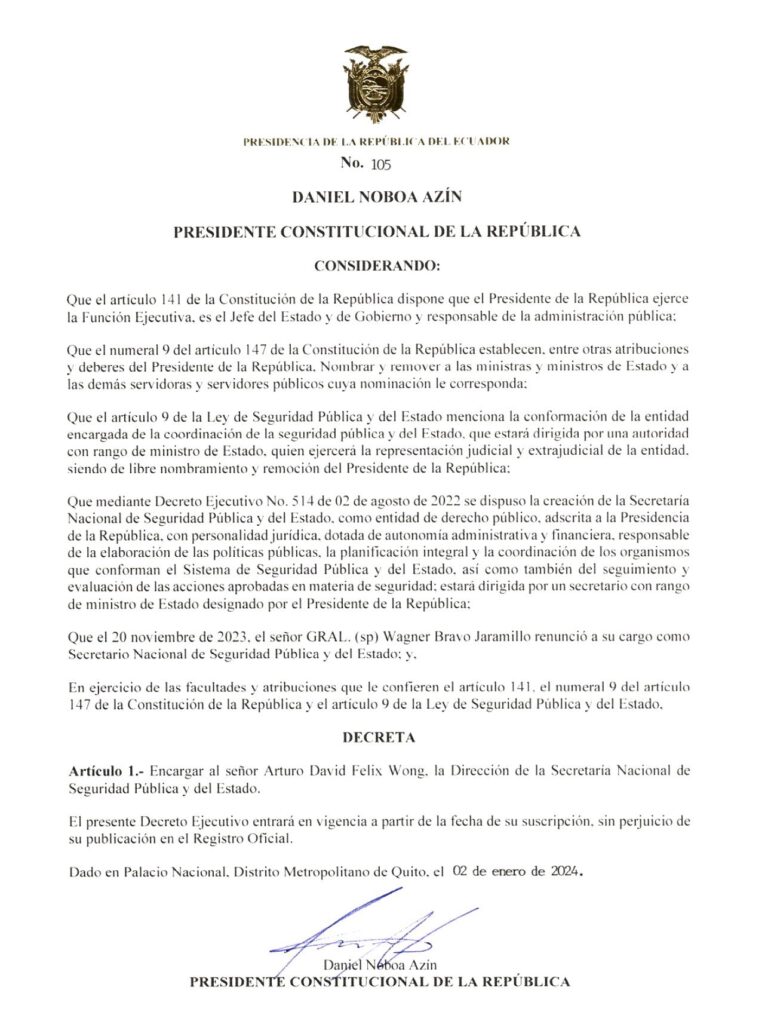 PRESIDENCIA DE LA REPÚBLICA DEL ECUADOR
No. 105
DANIEL NOBOA AZÍN
PRESIDENTE CONSTITUCIONAL DE LA REPÚBLICA
CONSIDERANDO:
Que el artículo 141 de la Constitución de la República dispone que el Presidente de la República ejerce
la Función Ejecutiva, es el Jefe del Estado y de Gobierno y responsable de la administración pública;
Que el numeral 9 del artículo 147 de la Constitución de la República establecen, entre otras atribuciones
y deberes del Presidente de la República, Nombrar y remover a las ministras y ministros de Estado y a
las demás servidoras y servidores públicos cuya nominación le corresponda;
Que el artículo 9 de la Ley de Seguridad Pública y del Estado menciona la conformación de la entidad
encargada de la coordinación de la seguridad pública y del Estado, que estará dirigida por una autoridad
con rango de ministro de Estado, quien ejercerá la representación judicial y extrajudicial de la entidad,
siendo de libre nombramiento y remoción del Presidente de la República;
Que mediante Decreto Ejecutivo No. 514 de 02 de agosto de 2022 se dispuso la creación de la Secretaría
Nacional de Seguridad Pública y del Estado, como entidad de derecho público, adscrita a la Presidencia
de la República, con personalidad jurídica, dotada de autonomía administrativa y financiera, responsable
de la elaboración de las políticas públicas, la planificación integral y la coordinación de los organismos
que conforman el Sistema de Seguridad Pública y del Estado, así como también del seguimiento y
evaluación de las acciones aprobadas en materia de seguridad; estará dirigida por un secretario con rango
de ministro de Estado designado por el Presidente de la República;
Que el 20 noviembre de 2023, el señor GRAL. (sp) Wagner Bravo Jaramillo renunció a su cargo como
Secretario Nacional de Seguridad Pública y del Estado; y,
En ejercicio de las facultades y atribuciones que le confieren el artículo 141, el numeral 9 del artículo
147 de la Constitución de la República y el artículo 9 de la Ley de Seguridad Pública y del Estado,
DECRETA
Artículo 1.- Encargar al señor Arturo David Felix Wong, la Dirección de la Secretaría Nacional de
Seguridad Pública y del Estado.
El presente Decreto Ejecutivo entrará en vigencia a partir de la fecha de su suscripción, sin perjuicio de
su publicación en el Registro Oficial.
Dado en Palacio Nacional, Distrito Metropolitano de Quito, el 02 de enero de 2024.
Daniel Noboa Azín
PRESIDENTE CONSTITUCIONAL DE LA REPÚBLICA